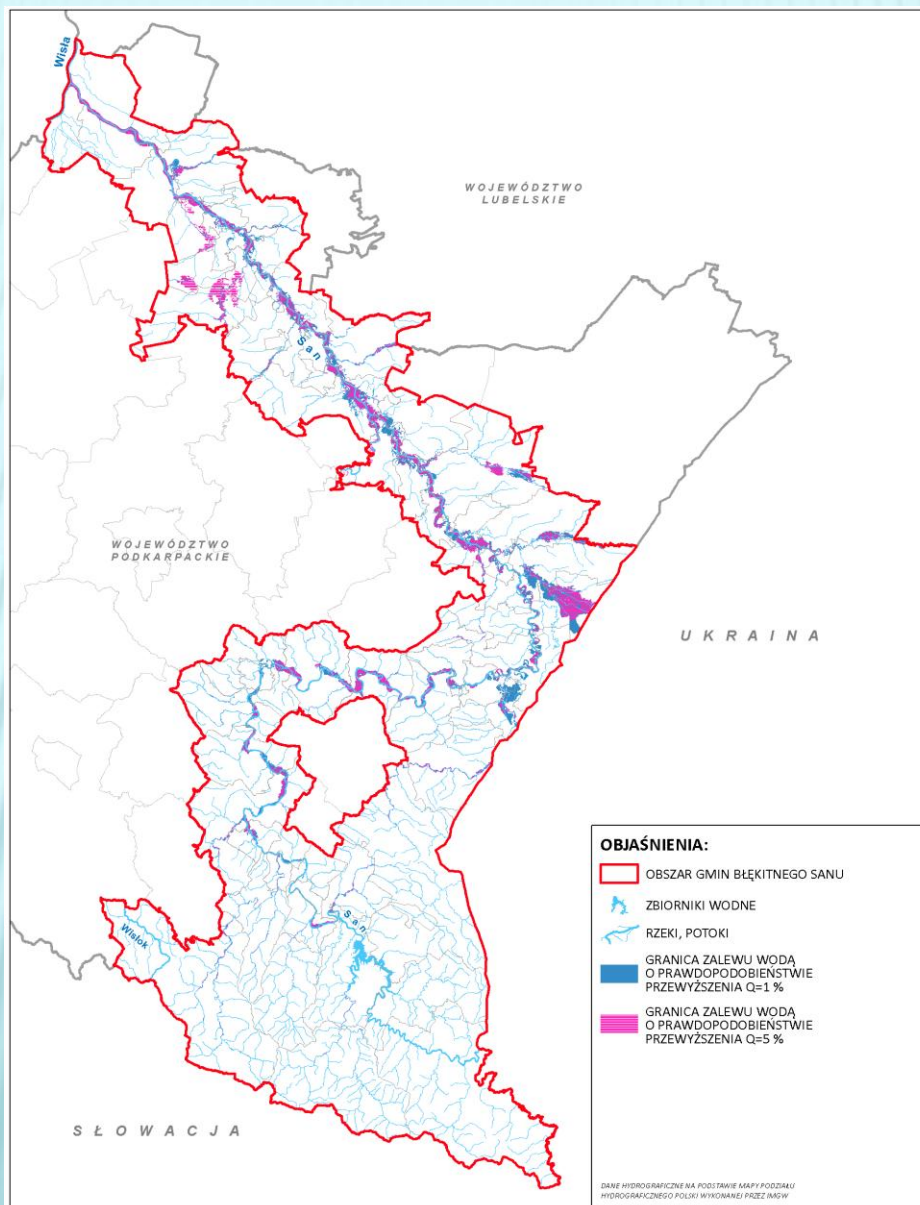 Wisła
WOJEWÓDZTWO
LUBELSKIE
San
WOJEWÓDZTWO
PODKARPACKIE
UKRAINA
San
Wisłok
SŁOWACJA
OBJAŚNIENIA:
OBSZAR GMIN BŁĘKITNEGO SANU
ZBIORNIKI WODNE
RZEKI, POTOKI
GRANICA ZALEWU WODĄ
O PRAWDOPODOBIEŃSTWIE
PRZEWYŻSZENIA Q=1 %
GRANICA ZALEWU WODĄ
O PRAWDOPODOBIEŃSTWIE
PRZEWYŻSZENIA Q=5 %
DANE HYDROGRAFICZNE NA PODSTAWIE MAPY PODZIAŁU
HYDROGRAFICZNEGO POLSKI WYKONANEJ PRZEZ IMGW